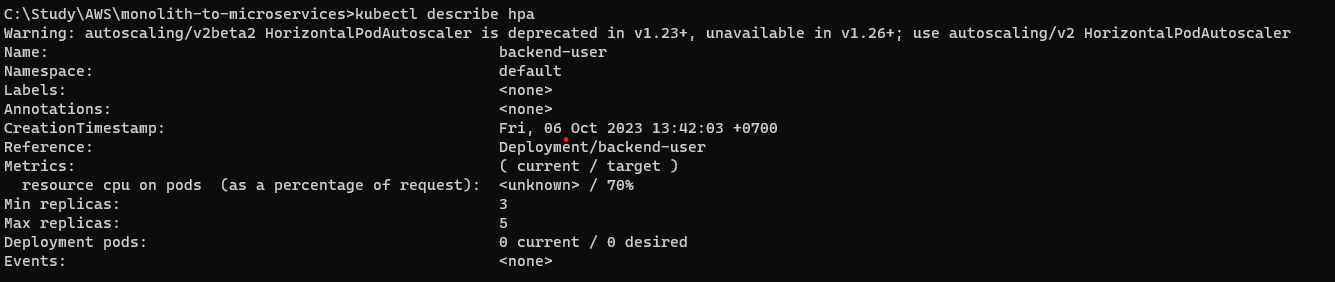 C:\Study\AWS\monolith-to-microservices>kubectl describe hpa
Warning: autoscaling/v2beta2 HorizontalPodAutoscaler is deprecated in v1.23+, unavailable in v1.26+; use autoscaling/v2 HorizontalPodAutoscaler
Name: backend-user
Namespace: default
Labels: <none>
Annotations: <none>
CreationTimestamp: Fri, 06 Oct 2023 13:42:03 +0700
Reference: Deployment/backend-user
Metrics: ( current / target )
resource cpu on pods (as a percentage of request): <unknown> / 70%
Min replicas: 3
Max replicas: 5
Deployment pods: 0 current / 0 desired
Events: <none>